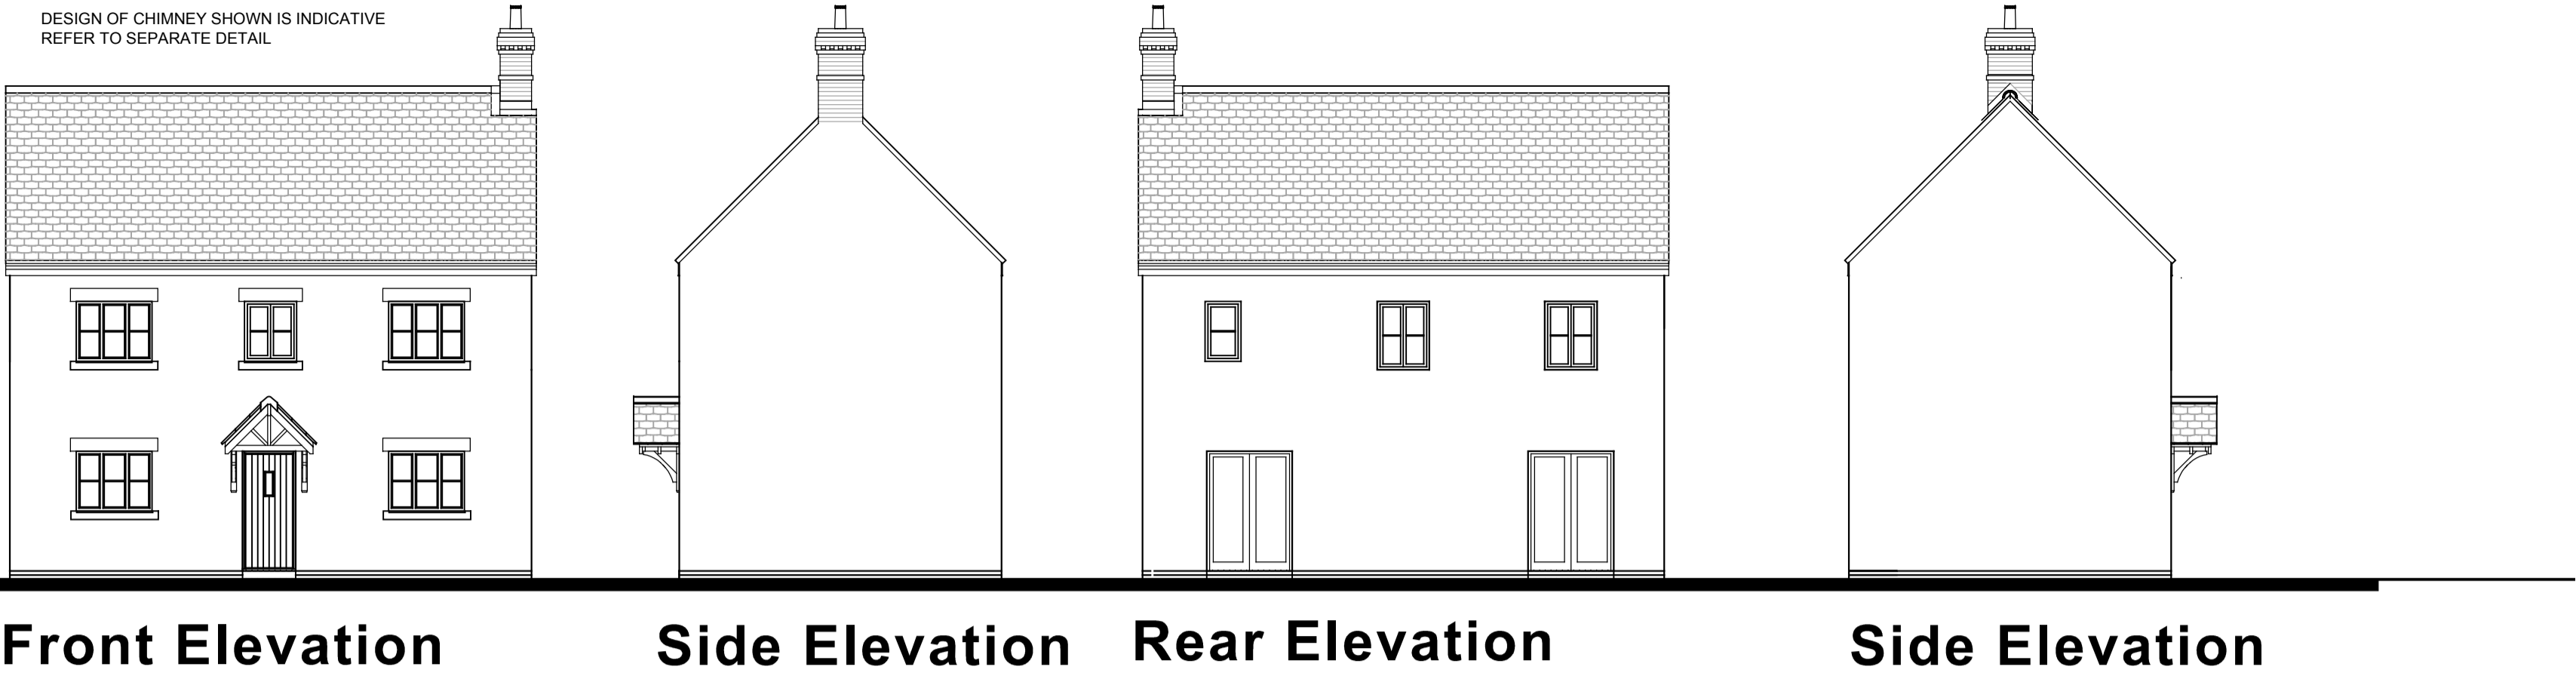 DESIGN OF CHIMNEY SHOWN IS INDICATIVE
REFER TO SEPARATE DETAIL
Front Elevation
Side Elevation
Rear Elevation
Side Elevation